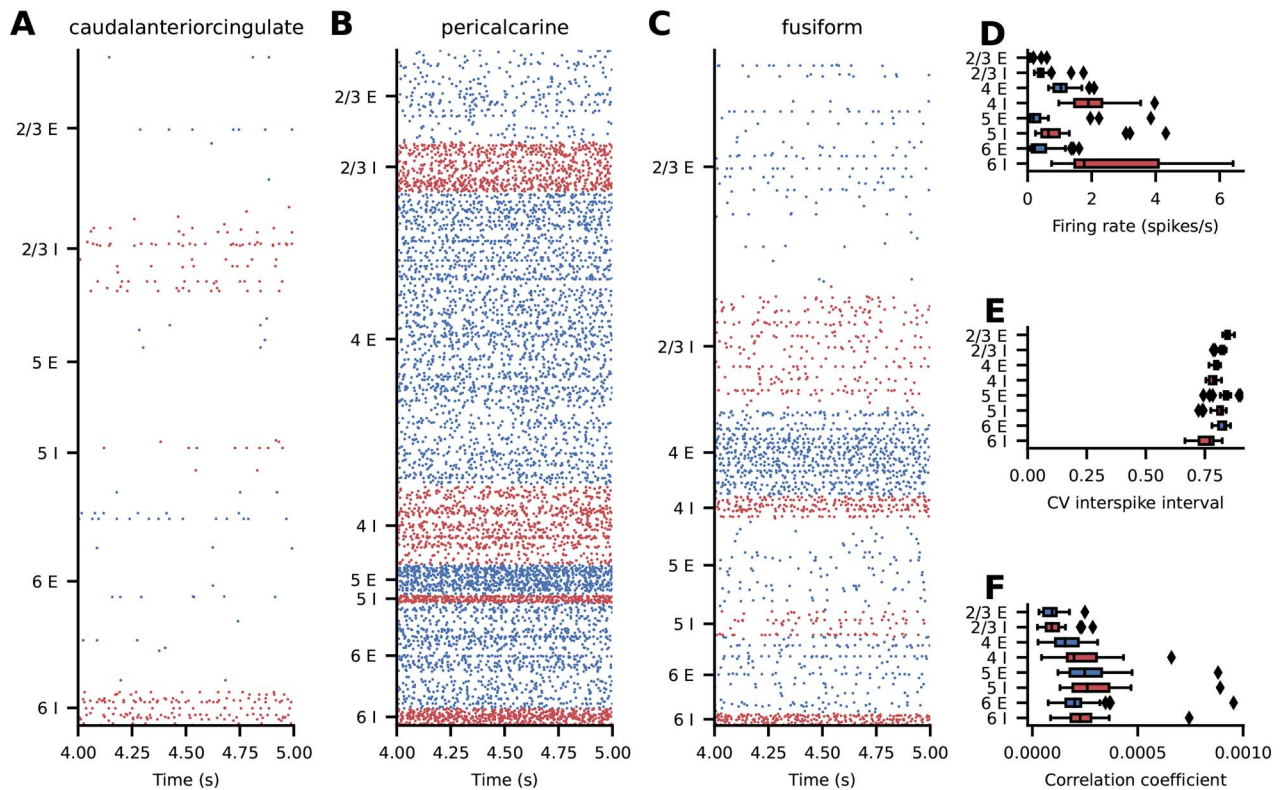 A caudalanteriorcingulate
2/3 E
2/3 I
5 E
5 I
6 E
6 I
4.00 4.25 4.50 4.75 5.00
Time (s)
B pericalcarine
2/3 E
2/3 I
4 E
4 I
5 E
5 I
6 E
6 I
4.00 4.25 4.50 4.75 5.00
Time (s)
C fusiform
2/3 E
2/3 I
4 E
4 I
5 E
5 I
6 E
6 I
4.00 4.25 4.50 4.75 5.00
Time (s)
D
2/3 E
2/3 I
4 E
4 I
5 E
5 I
6 E
6 I
0 2 4 6
Firing rate (spikes/s)
E
2/3 E
2/3 I
4 E
4 I
5 E
5 I
6 E
6 I
0.00 0.25 0.50 0.75
CV interspike interval
F
2/3 E
2/3 I
4 E
4 I
5 E
5 I
6 E
6 I
0.0000 0.0005 0.0010
Correlation coefficient